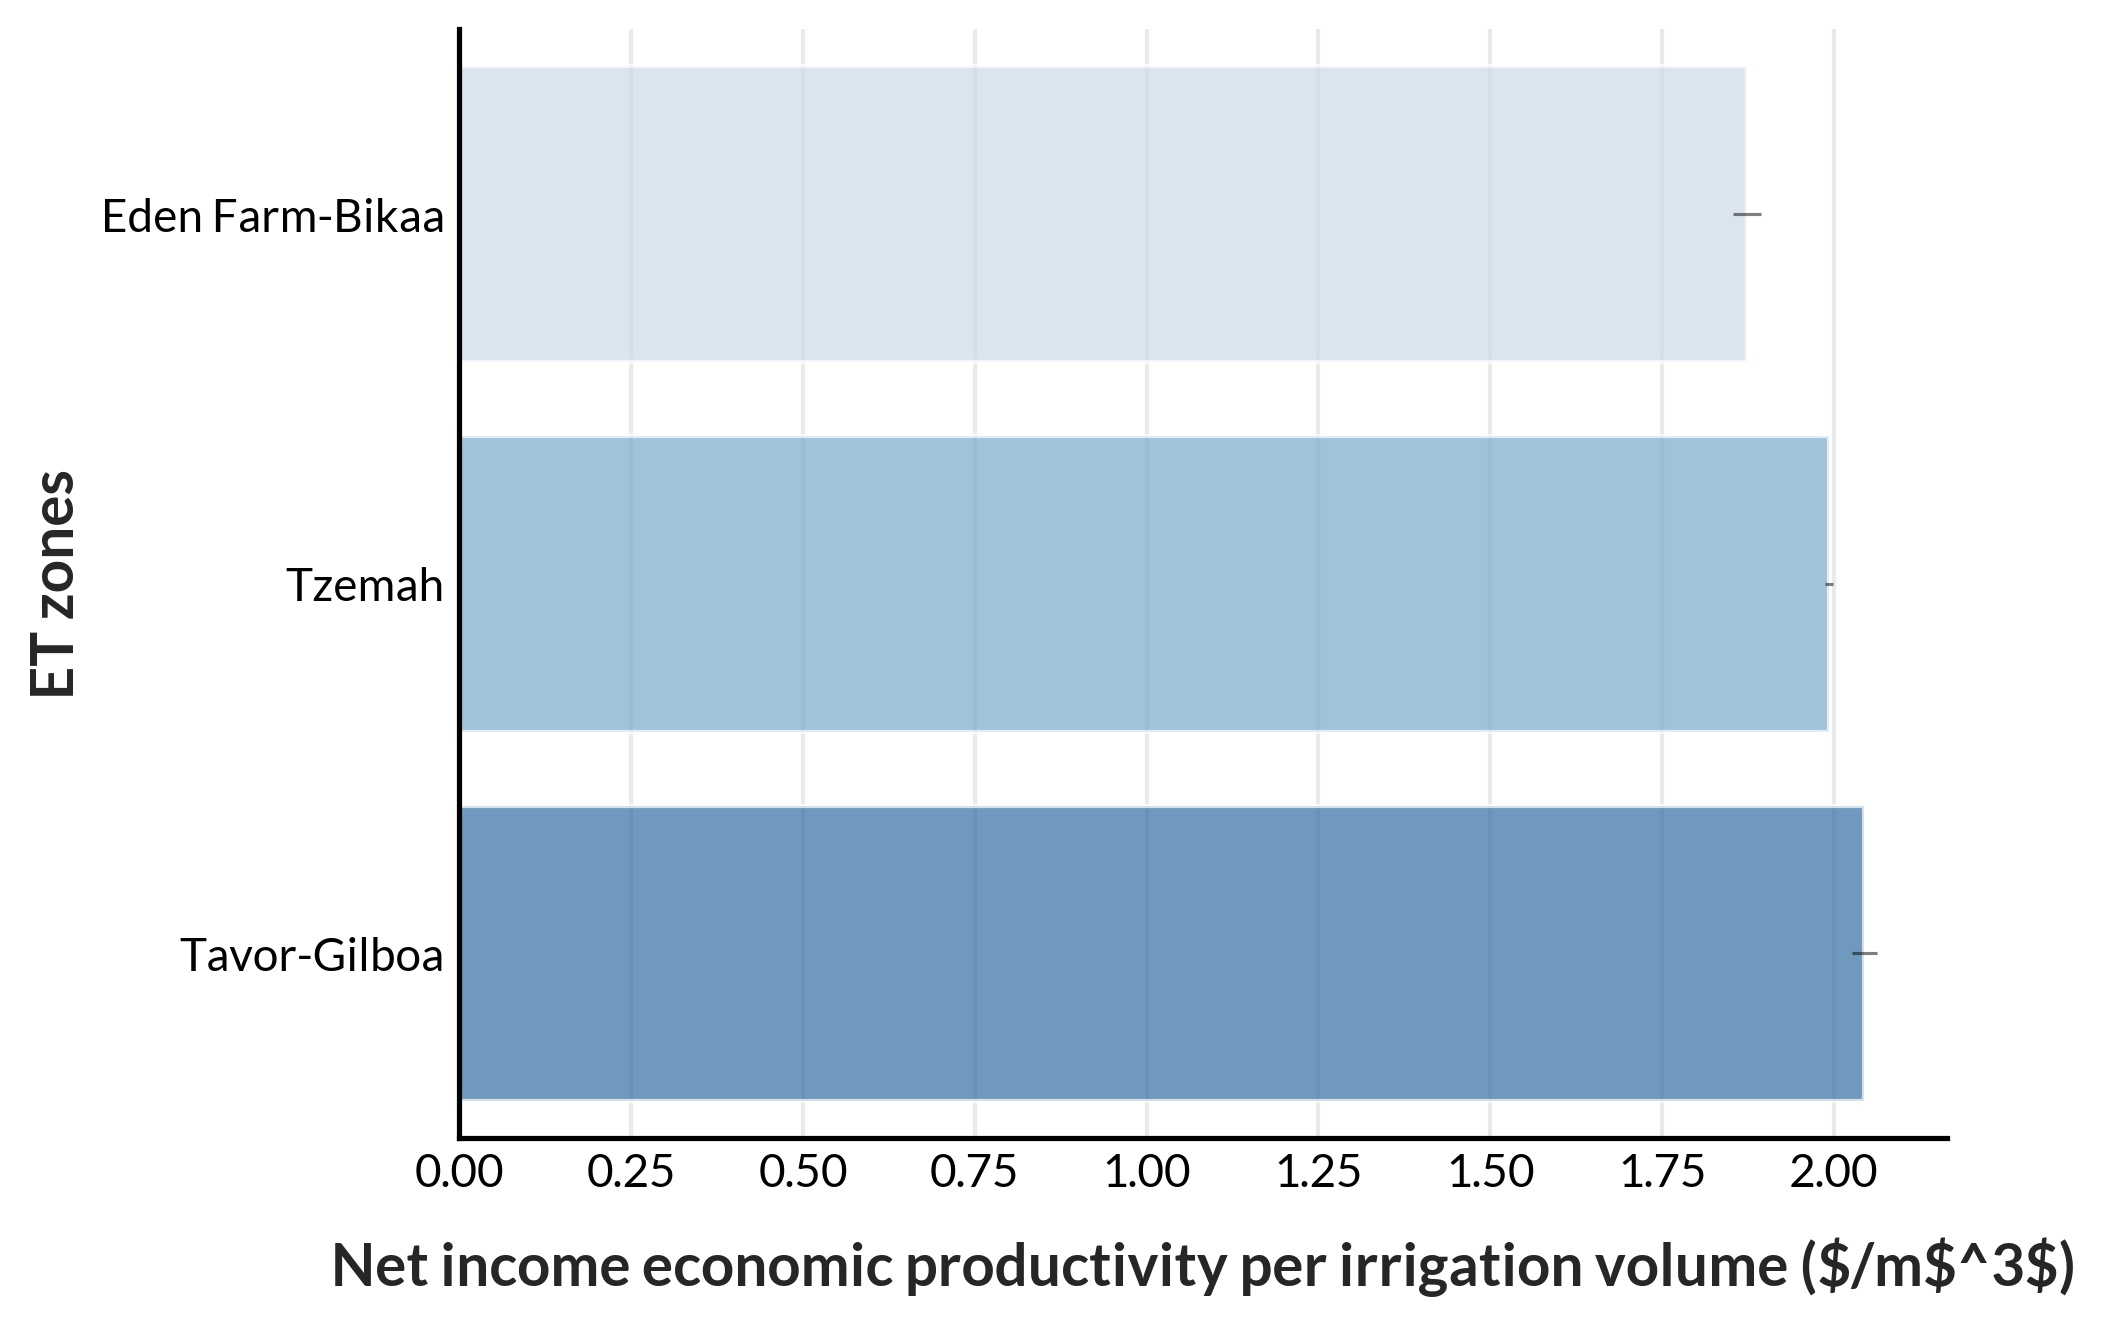 Eden Farm-Bikaa
Tzemah
Tavor-Gilboa
ET zones
0.00 0.25 0.50 0.75 1.00 1.25 1.50 1.75 2.00
Net income economic productivity per irrigation volume ($/m$^3$)